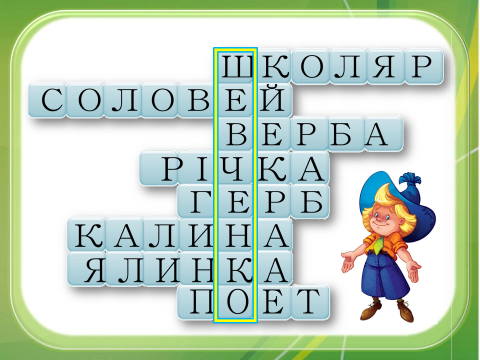 ШКОЛЯР
СОЛОВЕЙ
ВЕРБА
РІЧКА
ГЕРБ
КАЛИНА
ЯЛИНКА
ПОЕТ